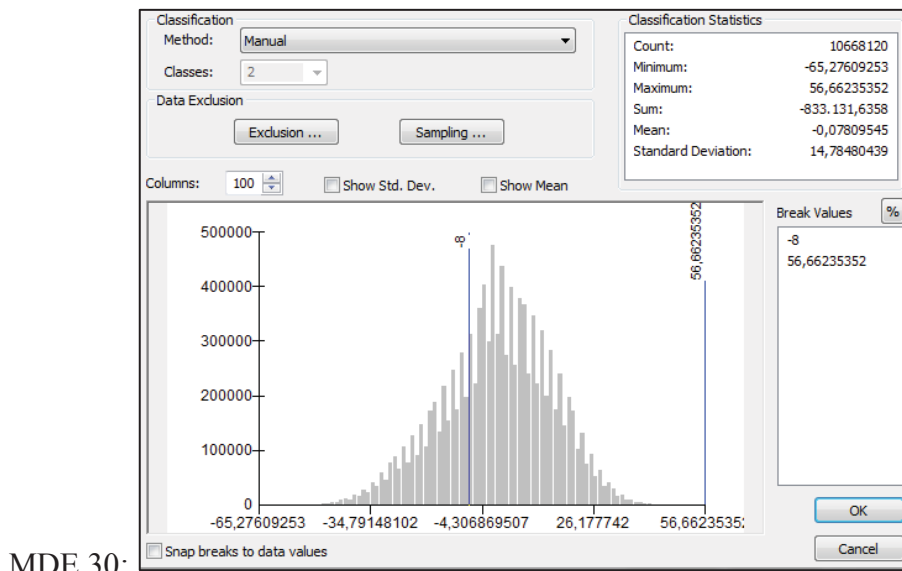 Classification
Method: Manual
Classes: 2
Data Exclusion
Exclusion ... Sampling ...
Classification Statistics
Count: 10668120
Minimum: -65,27609253
Maximum: 56,66235352
Sum: -833.131,6358
Mean: -0,07809545
Standard Deviation: 14,78480439
Columns: 100 Show Std. Dev. Show Mean
Break Values %
-8
56,66235352
500000
400000
300000
200000
100000
0
-8
56,66235352
-65,27609253 -34,79148102 -4,306869507 26,177742 56,66235352
OK
Cancel
MDE 30: Snap breaks to data values